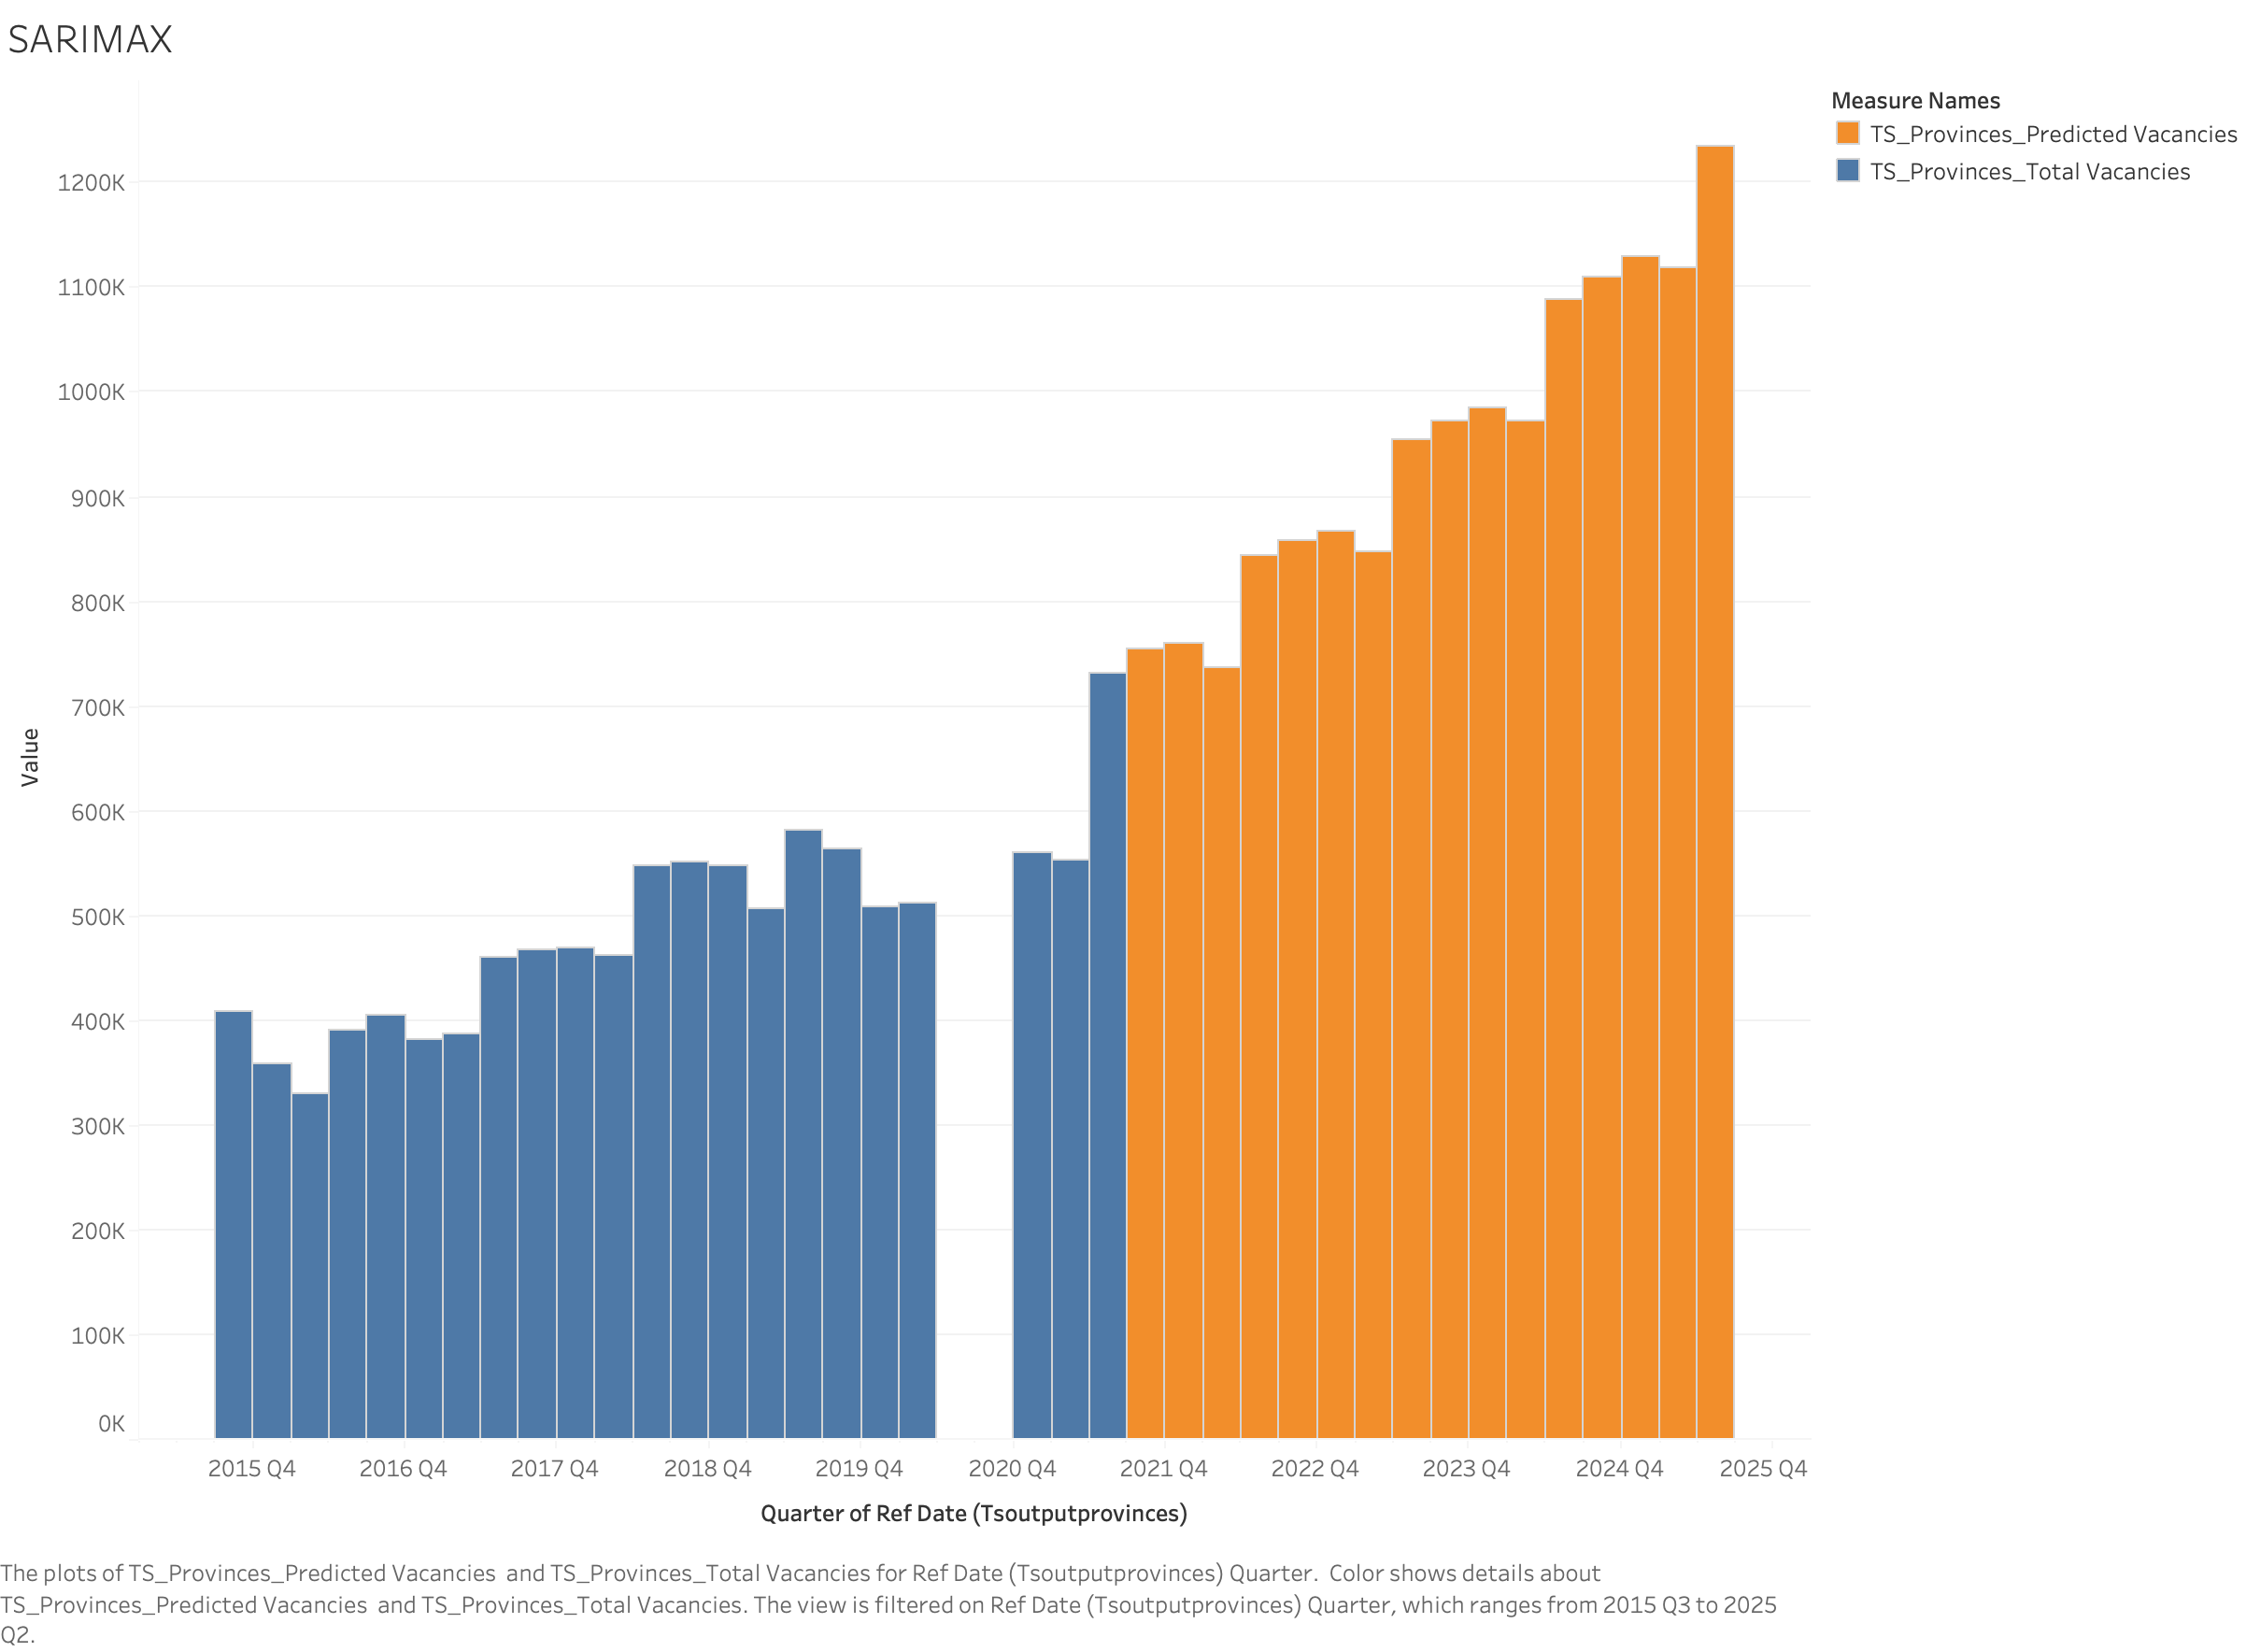 SARIMAX
Measure Names
TS_Provinces_Predicted Vacancies
TS_Provinces_Total Vacancies
1200K
1100K
1000K
900K
800K
700K
600K
500K
400K
300K
200K
100K
0K
Value
2015 Q4
2016 Q4
2017 Q4
2018 Q4
2019 Q4
2020 Q4
2021 Q4
2022 Q4
2023 Q4
2024 Q4
2025 Q4
Quarter of Ref Date (Tsoutputprovinces)
The plots of TS_Provinces_Predicted Vacancies  and TS_Provinces_Total Vacancies for Ref Date (Tsoutputprovinces) Quarter.  Color shows details about
TS_Provinces_Predicted Vacancies  and TS_Provinces_Total Vacancies. The view is filtered on Ref Date (Tsoutputprovinces) Quarter, which ranges from 2015 Q3 to 2025
Q2.